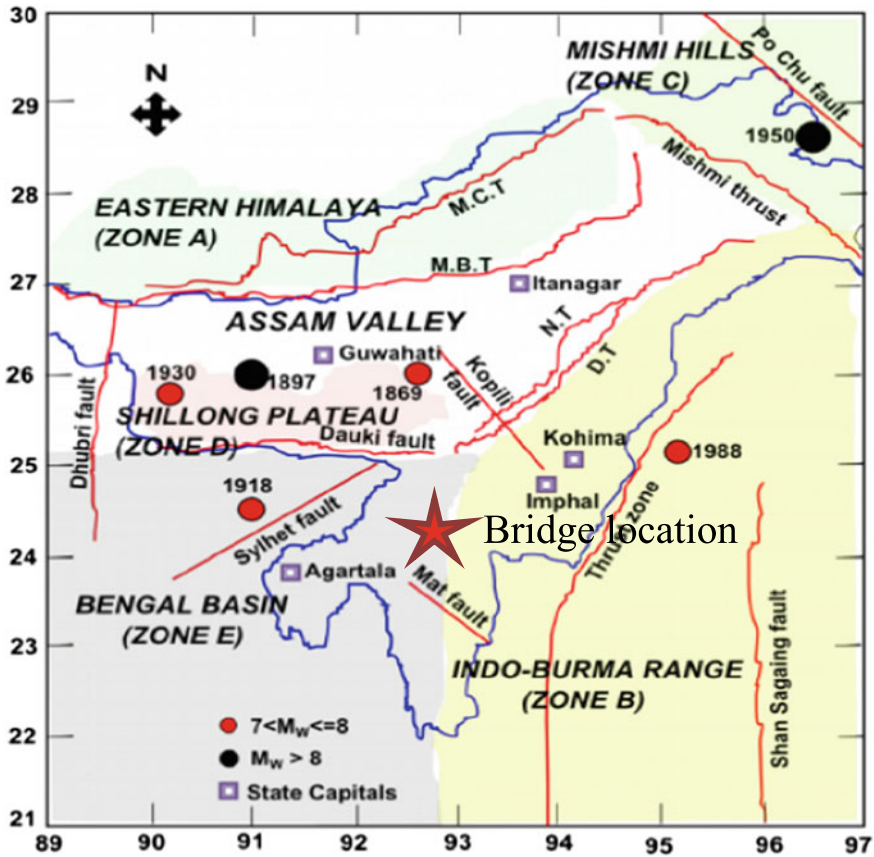 30
29
28
27
26
25
24
23
22
21
89
90
91
92
93
94
95
96
97
N
MISHMI HILLS
(ZONE C)
Po Chu fault
1950
Mishmi thrust
EASTERN HIMALAYA
(ZONE A)
M.C.T
M.B.T
Itanagar
ASSAM VALLEY
N.T
D.T
Guwahati
Kopili
fault
1930
1897
1869
SHILLONG PLATEAU
(ZONE D)
Dauki fault
Dhubri fault
Kohima
Imphal
1988
1918
Sylhet fault
Bridge location
Thrust zone
Agartala
Mat fault
BENGAL BASIN
(ZONE E)
INDO-BURMA RANGE
(ZONE B)
Shan Sagaing fault
7<Mw<=8
Mw > 8
State Capitals